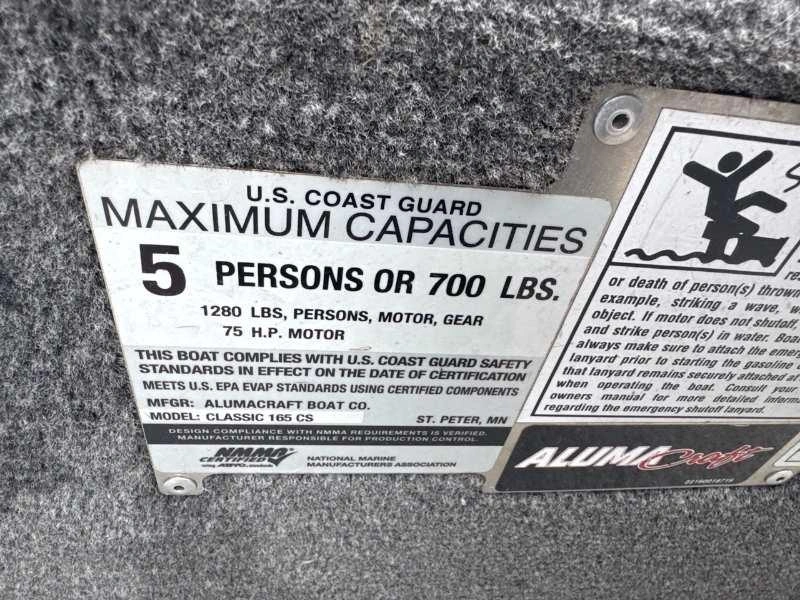 U.S. COAST GUARD
MAXIMUM CAPACITIES
5 PERSONS OR 700 LBS.
1280 LBS, PERSONS, MOTOR, GEAR
75 H.P. MOTOR
THIS BOAT COMPLIES WITH U.S. COAST GUARD SAFETY
STANDARDS IN EFFECT ON THE DATE OF CERTIFICATION
MEETS U.S. EPA EVAP STANDARDS USING CERTIFIED COMPONENTS
MFGR: ALUMACRAFT BOAT CO.
MODEL: CLASSIC 165 CS ST. PETER, MN
DESIGN COMPLIANCE WITH NMMA REQUIREMENTS IS VERIFIED.
MANUFACTURER RESPONSIBLE FOR PRODUCTION CONTROL.
NMMA
CERTIFIED
NATIONAL MARINE
MANUFACTURERS ASSOCIATION
or death of person(s) thrown
example, striking a wave,
object. If motor does not shutoff,
and strike person(s) in water.
always make sure to attach the
lanyard prior to starting the gasoline
that lanyard remains securely attached at
when operating the boat. Consult your
owners manual for more detailed
regarding the emergency shutoff lanyard.
ALUMACraft